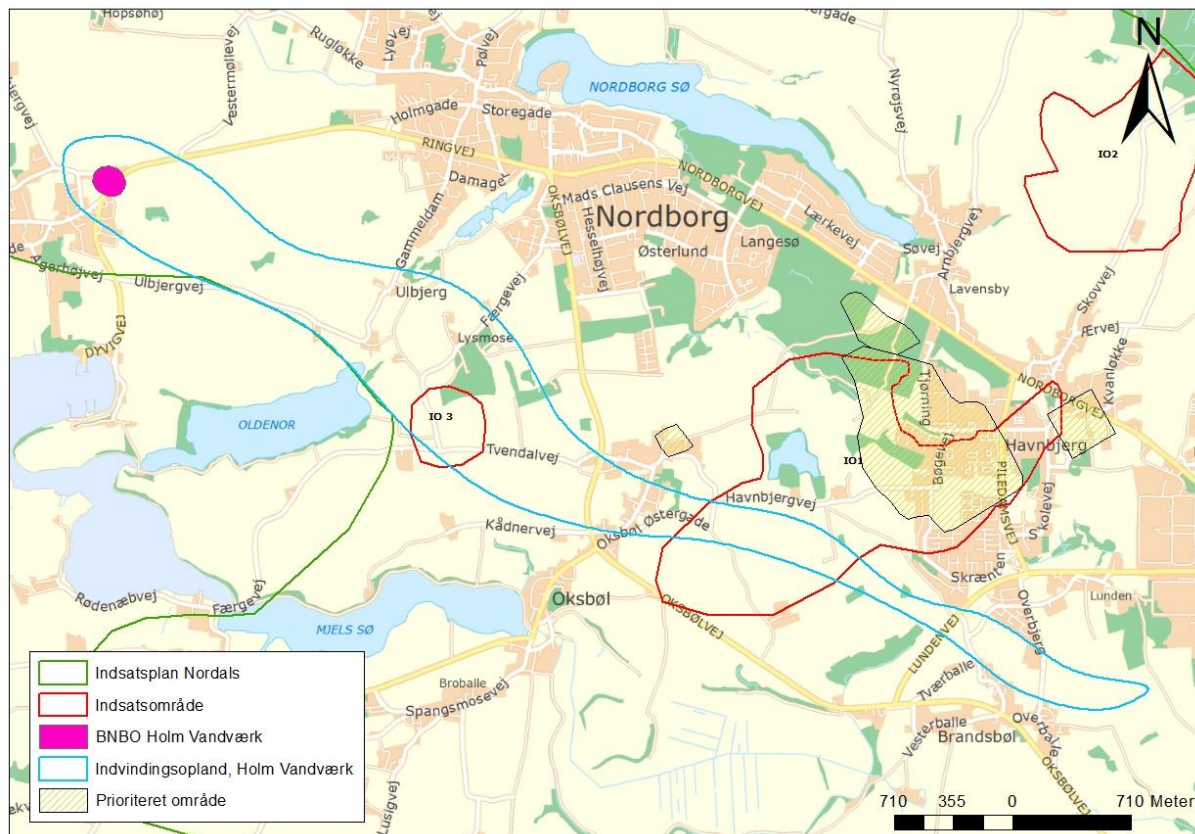 Hopsøhøj
Vestermøllevej
Rugløkke
Lyøvej
Pølvej
Holmgade
Storegade
NORDBORG SØ
Nyrøjsvej
N
IO2
RINGVEJ
Damager
Gammeldam
OKSBØLVEJ
Mads Clausens Vej
Hesselhøjvej
NORDBORGVEJ
Nordborg
Lærkevej
Østerlund
Langesø
Søvej
Arnbjergvej
Lavensby
Skovvej
Agerhøjvej
Ulbjergvej
Ulbjerg
Færgevej
Lysmose
DYVIGVEJ
Ærvej
Kvanløkke
NORDBORGVEJ
Tjørning
OLDENOR
IO 3
Tvendalvej
IO1
Bøgevej
Havnbjerg
PILEDAMSVEJ
Skolevej
Havnbjergvej
Kådnervej
Oksbøl Østergade
Skrænten
Lunden
Rødenæbvej
Færgevej
MJELS SØ
Oksbøl
OKSBØLVEJ
LUNDENVEJ
Overbjerg
Tværballe
Broballe
Spangsmosevej
Vesterballe
Overballe
Brandsbøl
OKSBØLVEJ
Lusigvej
Indsatsplan Nordals
Indsatsområde
BNBO Holm Vandværk
Indvindingsopland, Holm Vandværk
Prioriteret område
710 355 0 710 Meter